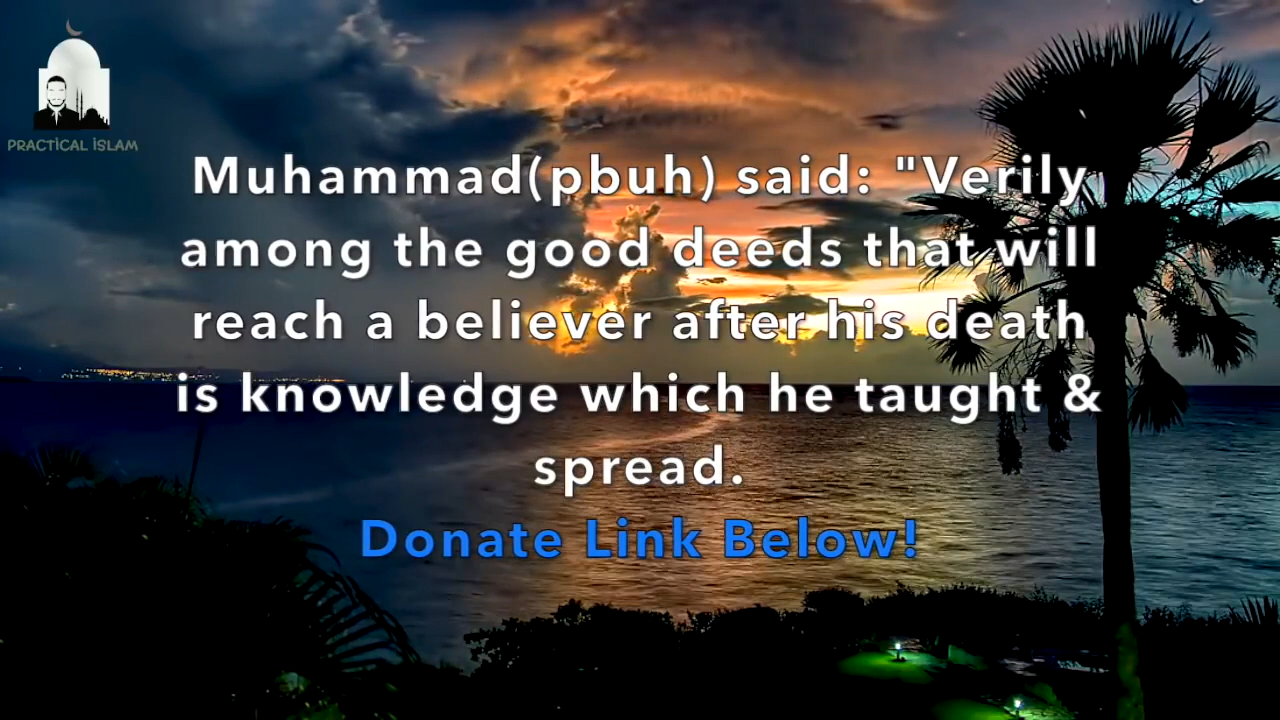 PRACTICAL ISLAM
Muhammad(pbuh) said: "Verily
among the good deeds that will
reach a believer after his death
is knowledge which he taught &
spread.
Donate Link Below!